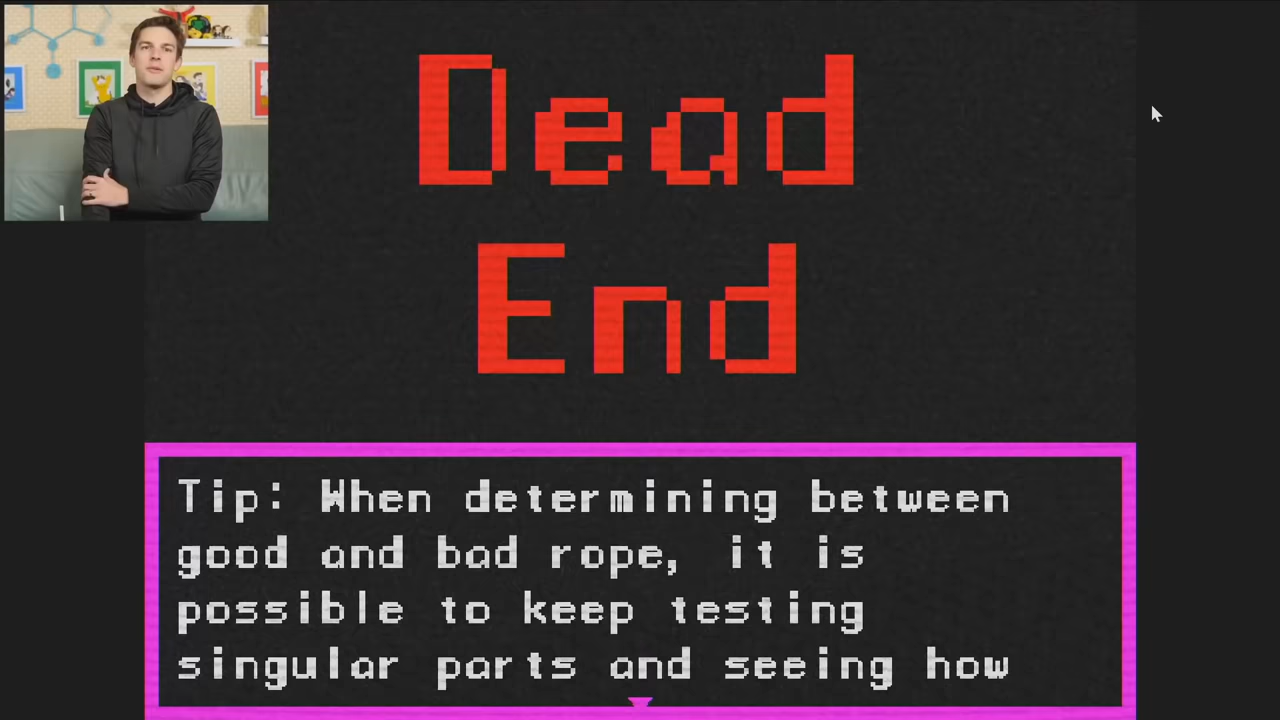 Dead
End
Tip: When determining between
good and bad rope, it is
possible to keep testing
singular parts and seeing how